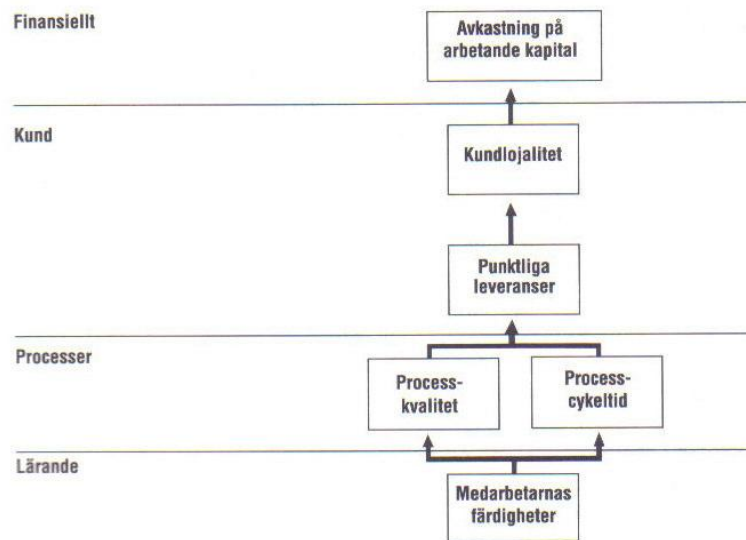 Finansiellt
Avkastning på
arbetande kapital
Kund
Kundlojalitet
Punktliga
leveranser
Processer
Process-
kvalitet
Process-
cykeltid
Lärande
Medarbetarnas
färdigheter